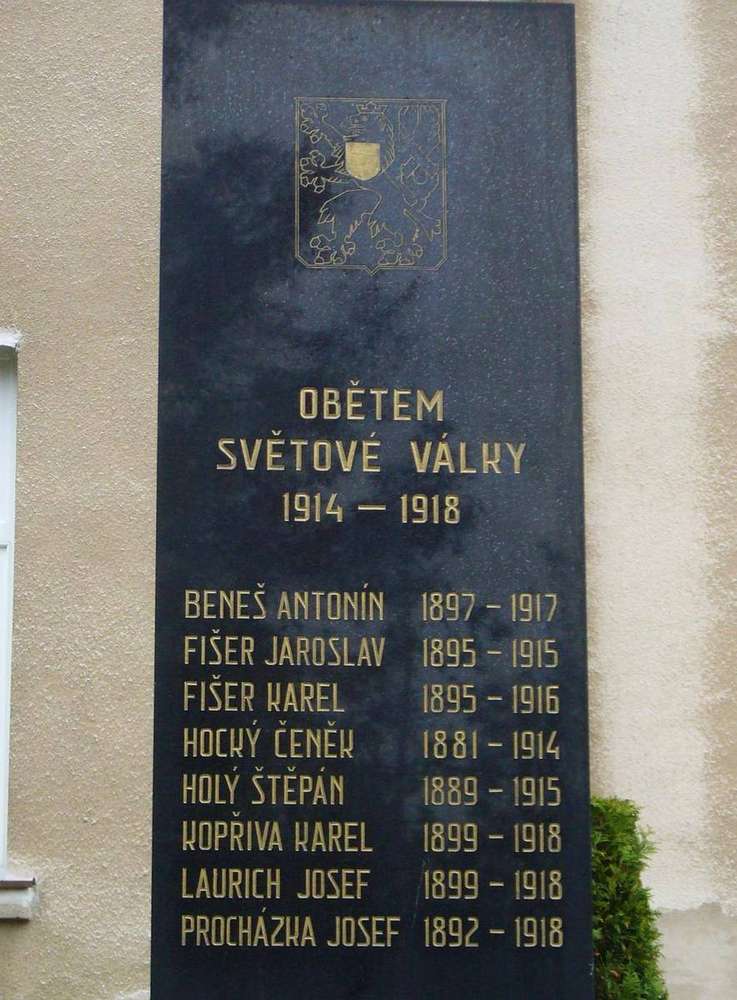 OBĚTEM
SVĚTOVÉ VÁLKY
1914 – 1918
BENEŠ ANTONÍN 1897 – 1917
FIŠER JAROSLAV 1895 – 1915
FIŠER KAREL 1895 – 1916
HOCKÝ ČENĚK 1881 – 1914
HOLÝ ŠTĚPÁN 1889 – 1915
KOPŘIVA KAREL 1899 – 1918
LAURICH JOSEF 1899 – 1918
PROCHÁZKA JOSEF 1892 – 1918